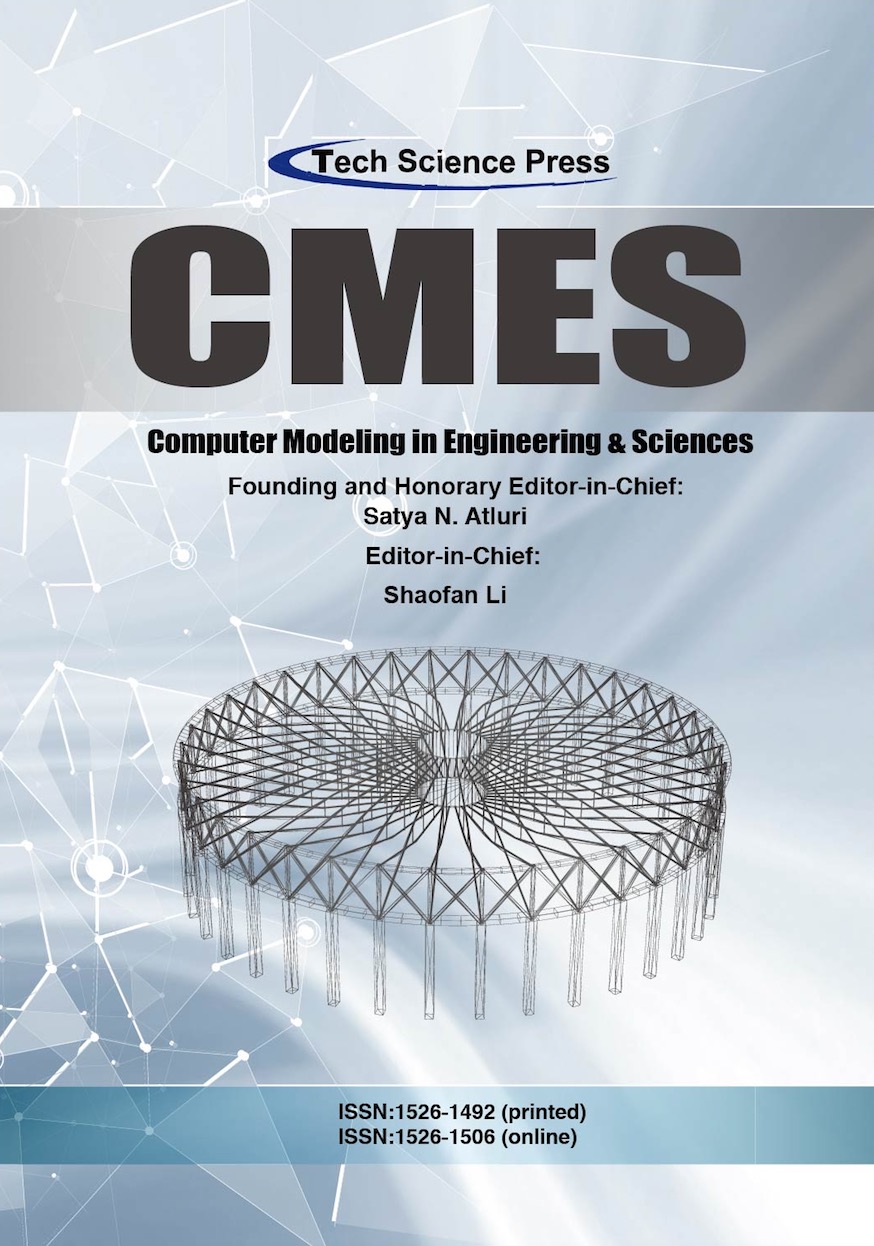 Tech Science Press
CMES
Computer Modeling in Engineering & Sciences
Founding and Honorary Editor-in-Chief:
Satya N. Atluri
Editor-in-Chief:
Shaofan Li
ISSN:1526-1492 (printed)
ISSN:1526-1506 (online)